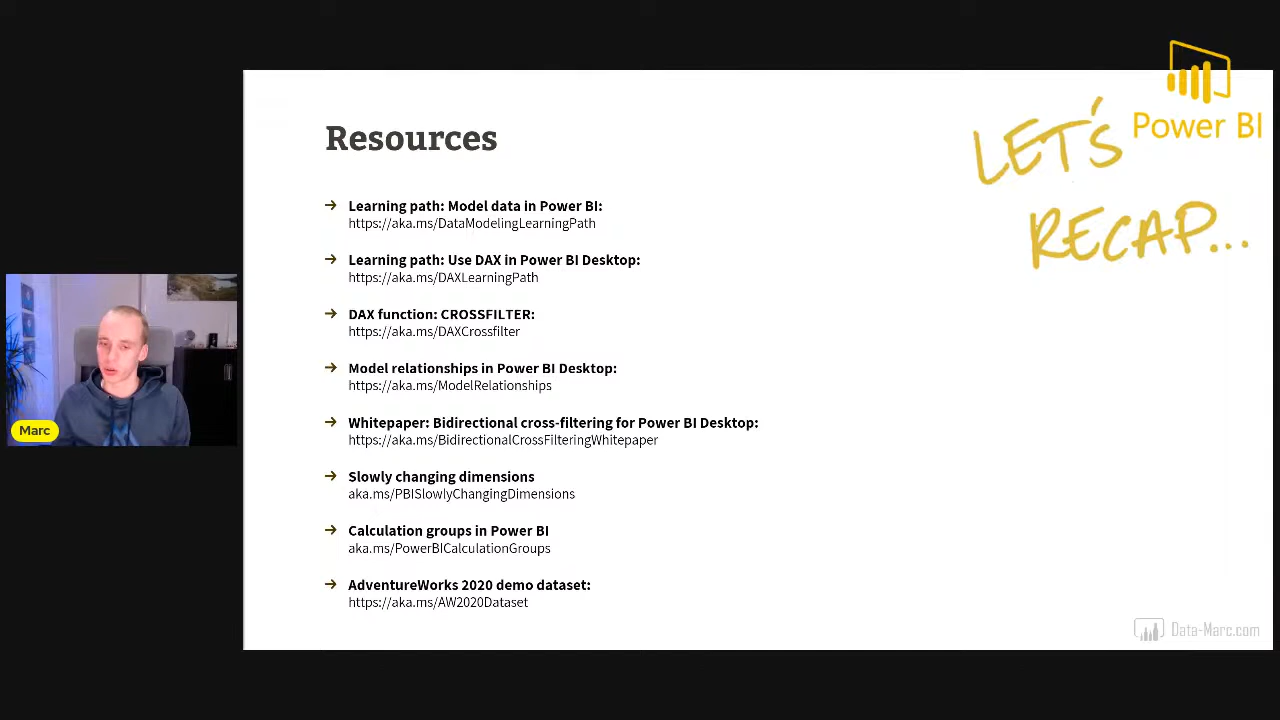 Resources
LET'S
RECAP...
Power BI
Learning path: Model data in Power BI:
https://aka.ms/DataModelingLearningPath
Learning path: Use DAX in Power BI Desktop:
https://aka.ms/DAXLearningPath
DAX function: CROSSFILTER:
https://aka.ms/DAXCrossfilter
Model relationships in Power BI Desktop:
https://aka.ms/ModelRelationships
Whitepaper: Bidirectional cross-filtering for Power BI Desktop:
https://aka.ms/BidirectionalCrossFilteringWhitepaper
Slowly changing dimensions
aka.ms/PBISlowlyChangingDimensions
Calculation groups in Power BI
aka.ms/PowerBICalculationGroups
AdventureWorks 2020 demo dataset:
https://aka.ms/AW2020Dataset
Marc
Data-Marc.com